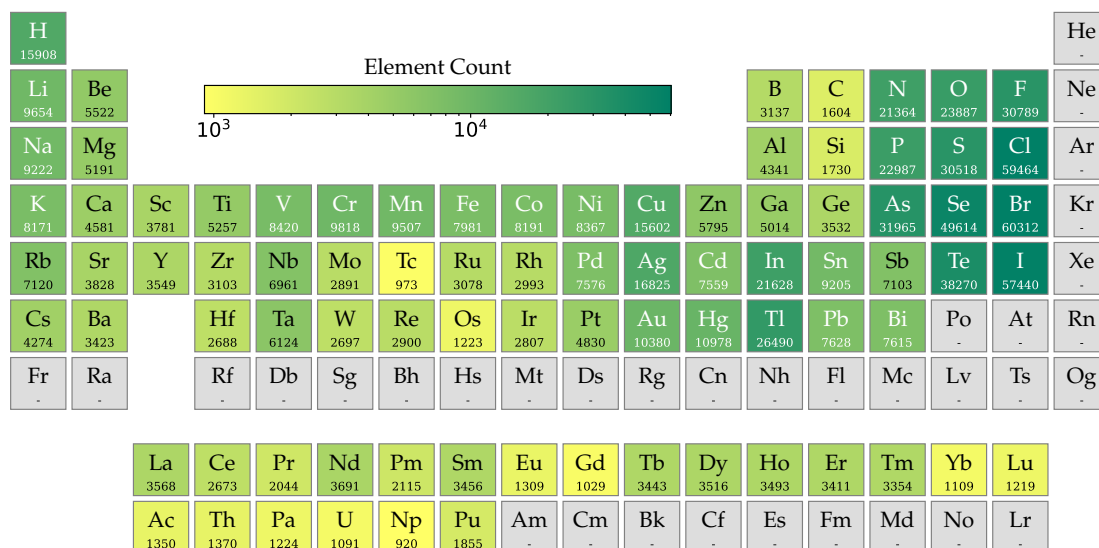 H He
15908 -
Element Count
Li Be B C N O F Ne
9654 5522 3137 1604 21364 23887 30789 -
10³ 10⁴
Na Mg Al Si P S Cl Ar
9222 5191 4341 1730 22987 30518 59464 -
K Ca Sc Ti V Cr Mn Fe Co Ni Cu Zn Ga Ge As Se Br Kr
8171 4581 3781 5257 8420 9818 9507 7981 8191 8367 15602 5795 5014 3532 31965 49614 60312 -
Rb Sr Y Zr Nb Mo Tc Ru Rh Pd Ag Cd In Sn Sb Te I Xe
7120 3828 3549 3103 6961 2891 973 3078 2993 7576 16825 7559 21628 9205 7103 38270 57440 -
Cs Ba Hf Ta W Re Os Ir Pt Au Hg Tl Pb Bi Po At Rn
4274 3423 2688 6124 2697 2900 1223 2807 4830 10380 10978 26490 7628 7615 - - -
Fr Ra Rf Db Sg Bh Hs Mt Ds Rg Cn Nh Fl Mc Lv Ts Og
- - - - - - - - - - - - - - - - -
La Ce Pr Nd Pm Sm Eu Gd Tb Dy Ho Er Tm Yb Lu
3568 2673 2044 3691 2115 3456 1309 1029 3443 3516 3493 3411 3354 1109 1219
Ac Th Pa U Np Pu Am Cm Bk Cf Es Fm Md No Lr
1350 1370 1224 1091 920 1855 - - - - - - - - -